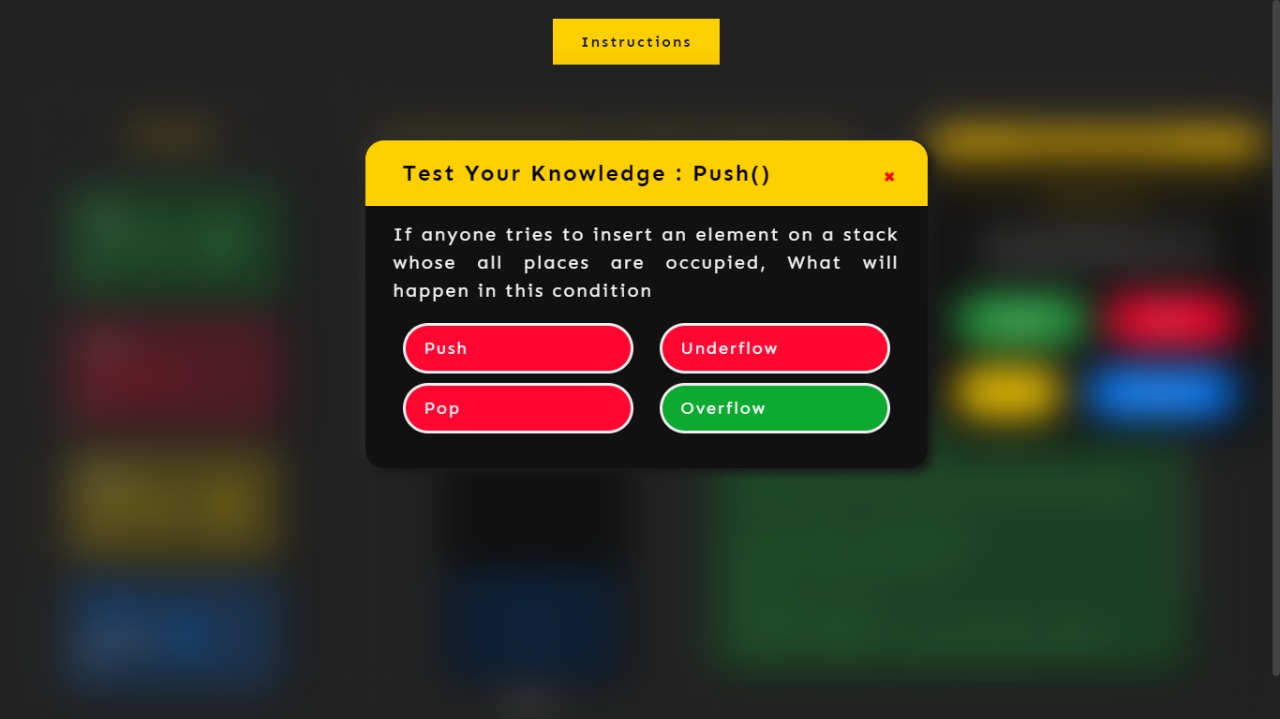 Instructions
Test Your Knowledge : Push()
✖
If anyone tries to insert an element on a stack
whose all places are occupied, What will
happen in this condition
Push
Underflow
Pop
Overflow